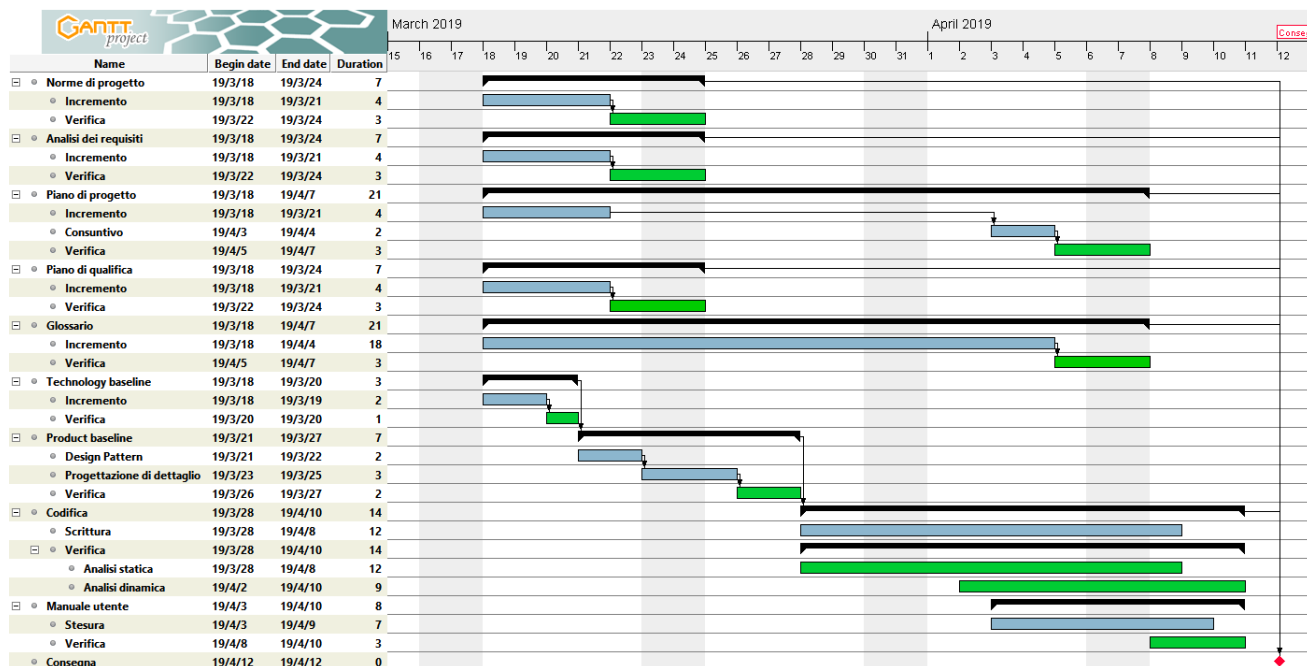 GANTT
project
March 2019 April 2019
Name Begin date End date Duration 15 16 17 18 19 20 21 22 23 24 25 26 27 28 29 30 31 1 2 3 4 5 6 7 8 9 10 11 12
Norme di progetto 19/3/18 19/3/24 7
Incremento 19/3/18 19/3/21 4
Verifica 19/3/22 19/3/24 3
Analisi dei requisiti 19/3/18 19/3/24 7
Incremento 19/3/18 19/3/21 4
Verifica 19/3/22 19/3/24 3
Piano di progetto 19/3/18 19/4/7 21
Incremento 19/3/18 19/3/21 4
Consuntivo 19/4/3 19/4/4 2
Verifica 19/4/5 19/4/7 3
Piano di qualifica 19/3/18 19/3/24 7
Incremento 19/3/18 19/3/21 4
Verifica 19/3/22 19/3/24 3
Glossario 19/3/18 19/4/7 21
Incremento 19/3/18 19/4/4 18
Verifica 19/4/5 19/4/7 3
Technology baseline 19/3/18 19/3/20 3
Incremento 19/3/18 19/3/19 2
Verifica 19/3/20 19/3/20 1
Product baseline 19/3/21 19/3/27 7
Design Pattern 19/3/21 19/3/22 2
Progettazione di dettaglio 19/3/23 19/3/25 3
Verifica 19/3/26 19/3/27 2
Codifica 19/3/28 19/4/10 14
Scrittura 19/3/28 19/4/8 12
Verifica 19/3/28 19/4/10 14
Analisi statica 19/3/28 19/4/8 12
Analisi dinamica 19/4/2 19/4/10 9
Manuale utente 19/4/3 19/4/10 8
Stesura 19/4/3 19/4/9 7
Verifica 19/4/8 19/4/10 3
Consegna 19/4/12 19/4/12 0